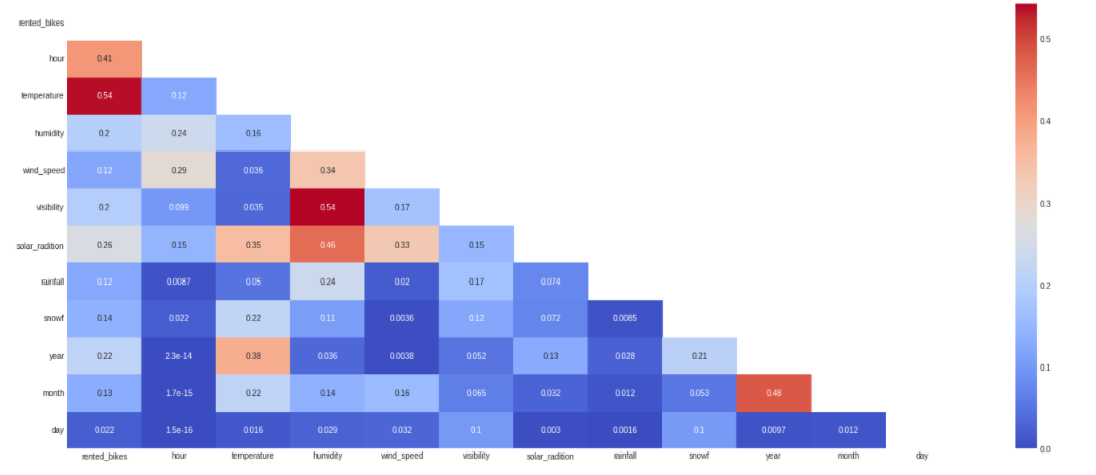 rented_bikes
hour 0.41
temperature 0.54 0.12
humidity 0.2 0.24 0.16
wind_speed 0.12 0.29 0.036 0.34
visibility 0.2 0.099 0.035 0.54 0.17
solar_radition 0.26 0.15 0.35 0.46 0.33 0.15
rainfall 0.12 0.0087 0.05 0.24 0.02 0.17 0.074
snowf 0.14 0.022 0.22 0.11 0.0036 0.12 0.072 0.0085
year 0.22 2.3e-14 0.38 0.036 0.0038 0.052 0.13 0.028 0.21
month 0.13 1.7e-15 0.22 0.14 0.16 0.065 0.032 0.012 0.053 0.48
day 0.022 1.5e-16 0.016 0.029 0.032 0.1 0.003 0.0016 0.1 0.0097 0.012
rented_bikes hour temperature humidity wind_speed visibility solar_radition rainfall snowf year month day
0.5
0.4
0.3
0.2
0.1
0.0